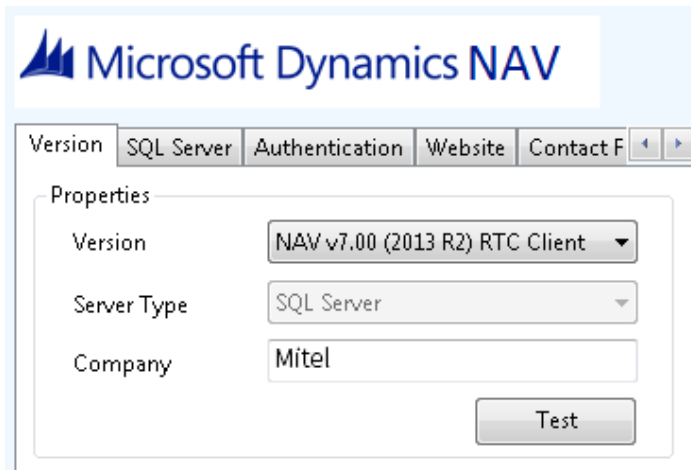 Microsoft Dynamics NAV
Version SQL Server Authentication Website Contact F
Properties
Version NAV v7.00 (2013 R2) RTC Client
Server Type SQL Server
Company Mitel
Test